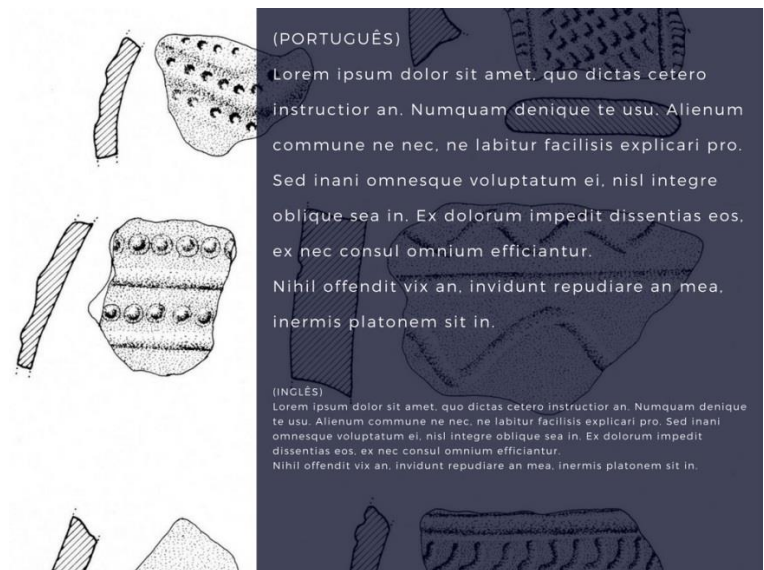 (PORTUGUÊS)
Lorem ipsum dolor sit amet, quo dictas cetero
instructior an. Numquam denique te usu. Alienum
commune ne nec, ne labitur facilisis explicari pro.
Sed inani omnesque voluptatum ei, nisl integre
oblique sea in. Ex dolorum impedit dissentias eos,
ex nec consul omnium efficiantur.
Nihil offendit vix an, invidunt repudiare an mea,
inermis platonem sit in.
(INGLÊS)
Lorem ipsum dolor sit amet, quo dictas cetero instructior an. Numquam denique
te usu. Alienum commune ne nec, ne labitur facilisis explicari pro. Sed inani
omnesque voluptatum ei, nisl integre oblique sea in. Ex dolorum impedit
dissentias eos, ex nec consul omnium efficiantur.
Nihil offendit vix an, invidunt repudiare an mea, inermis platonem sit in.